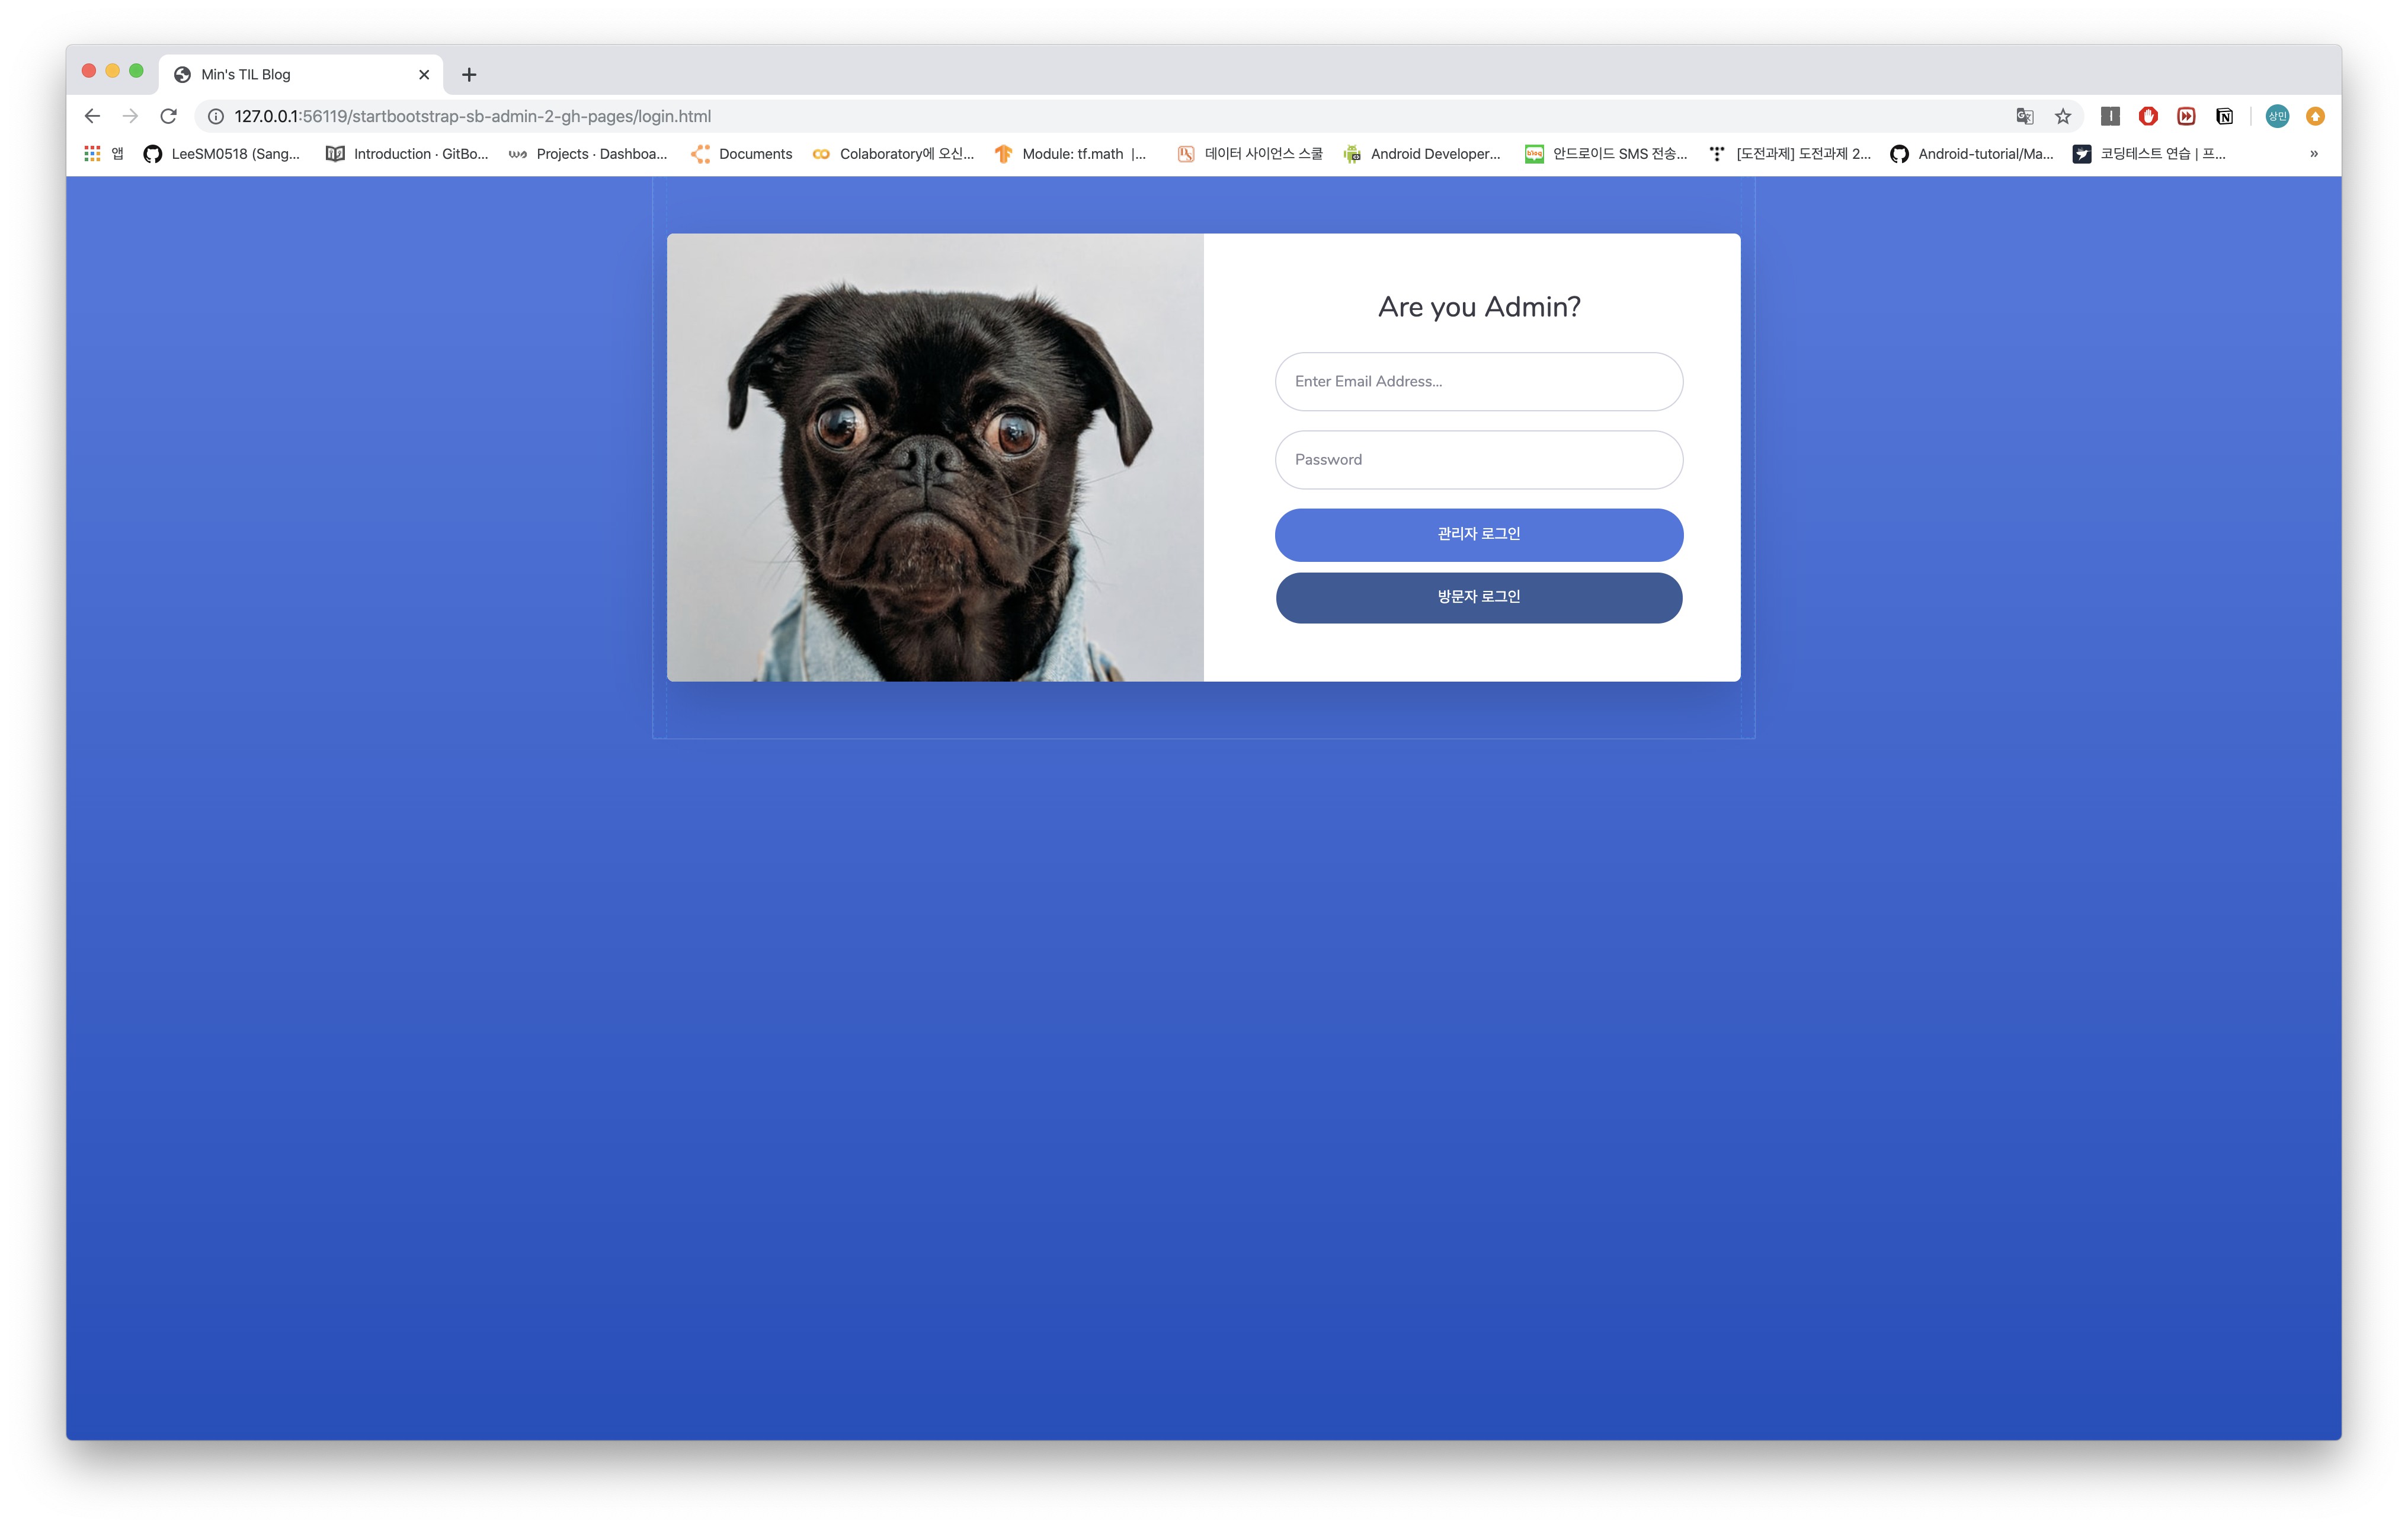 Min's TIL Blog
127.0.0.1:56119/startbootstrap-sb-admin-2-gh-pages/login.html
상민
앱
LeeSM0518 (Sang...
Introduction · GitBo...
Projects · Dashboa...
Documents
Colaboratory에 오신...
Module: tf.math |...
데이터 사이언스 스쿨
Android Developer...
blog
안드로이드 SMS 전송...
[도전과제] 도전과제 2...
Android-tutorial/Ma...
코딩테스트 연습 | 프...
»
Are you Admin?
Enter Email Address...
Password
관리자 로그인
방문자 로그인